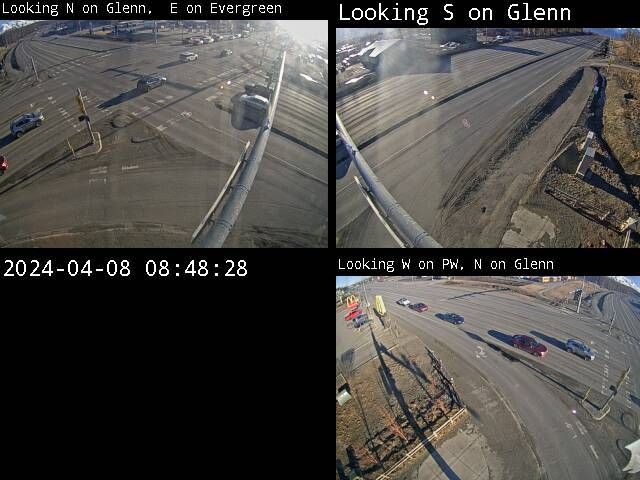 Looking N on Glenn, E on Evergreen
Looking S on Glenn
2024-04-08 08:48:28
Looking W on PW, N on Glenn